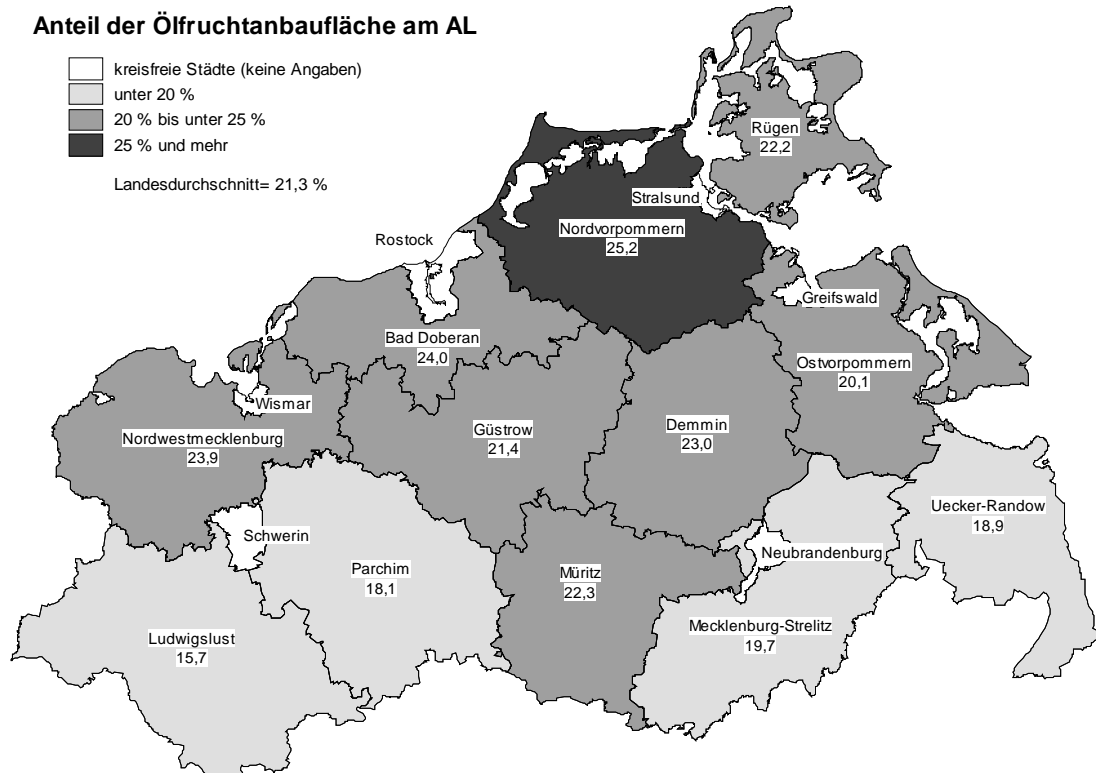 Anteil der Ölfruchtanbaufläche am AL
kreisfreie Städte (keine Angaben)
unter 20 %
20 % bis unter 25 %
25 % und mehr
Landesdurchschnitt= 21,3 %
Rügen
22,2
Stralsund
Nordvorpommern
25,2
Rostock
Greifswald
Bad Doberan
24,0
Ostvorpommern
20,1
Wismar
Nordwestmecklenburg
23,9
Güstrow
21,4
Demmin
23,0
Uecker-Randow
18,9
Schwerin
Neubrandenburg
Parchim
18,1
Müritz
22,3
Mecklenburg-Strelitz
19,7
Ludwigslust
15,7